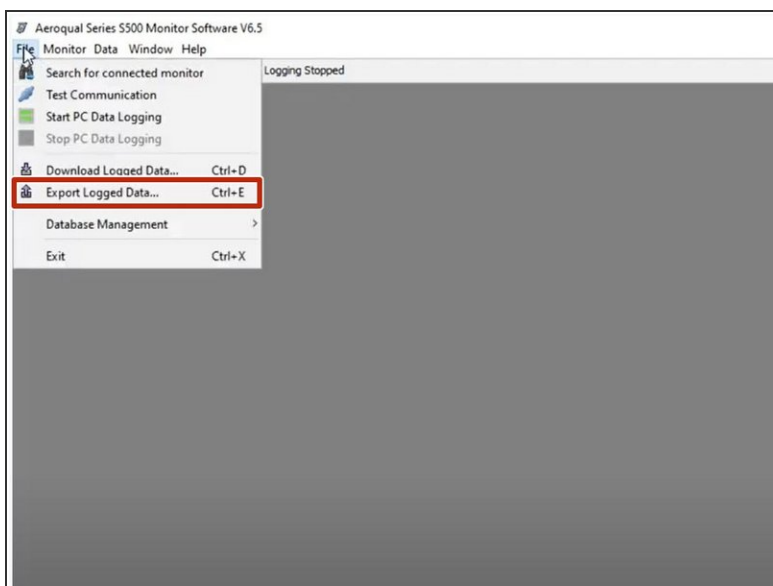 Aeroqual Series S500 Monitor Software V6.5
File Monitor Data Window Help
Search for connected monitor Logging Stopped
Test Communication
Start PC Data Logging
Stop PC Data Logging
Download Logged Data... Ctrl+D
Export Logged Data... Ctrl+E
Database Management
Exit Ctrl+X